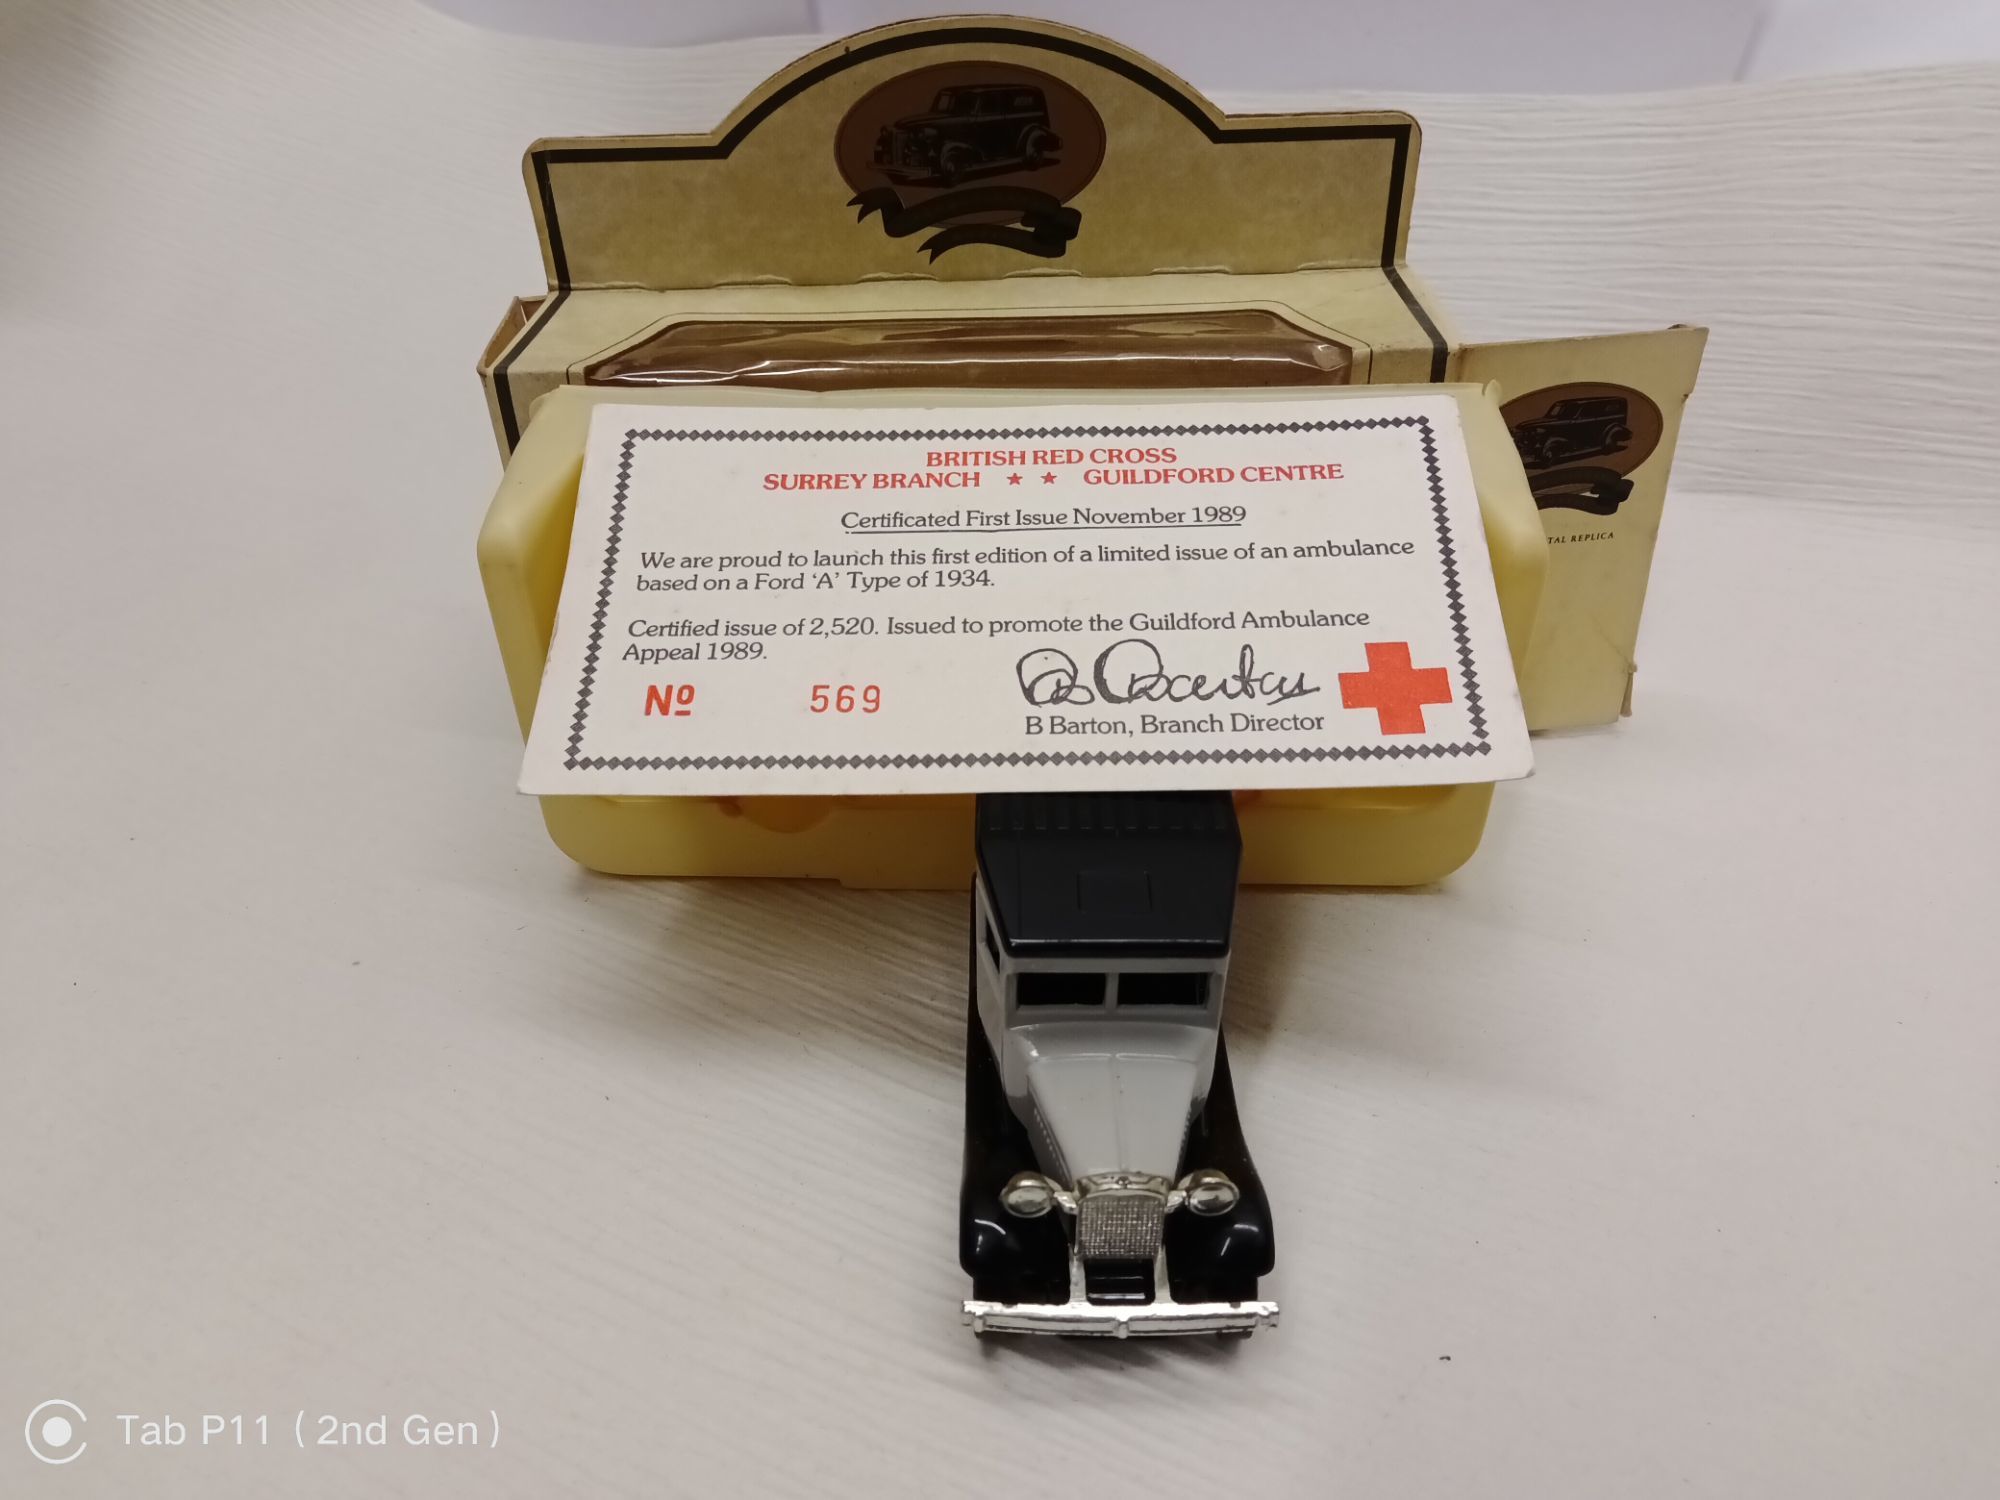 BRITISH RED CROSS
SURREY BRANCH ★ ★ GUILDFORD CENTRE
Certificated First Issue November 1989
We are proud to launch this first edition of a limited issue of an ambulance
based on a Ford ‘A’ Type of 1934.
Certified issue of 2,520. Issued to promote the Guildford Ambulance
Appeal 1989.
Nº 569
B Barton, Branch Director
REPLICA
Tab P11 (2nd Gen)